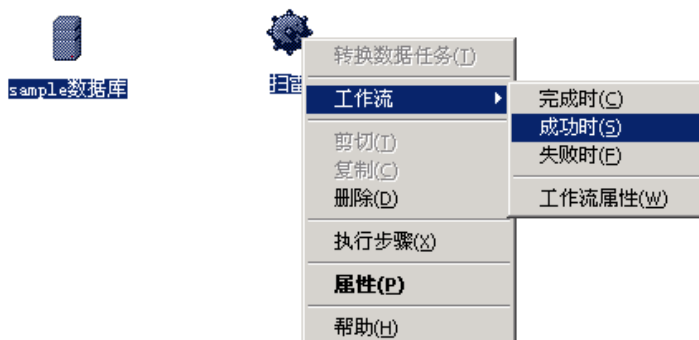 sample数据库
扫雷
转换数据任务(T)
工作流
剪切(T)
复制(C)
删除(D)
执行步骤(X)
属性(P)
帮助(H)
完成时(C)
成功时(S)
失败时(F)
工作流属性(W)